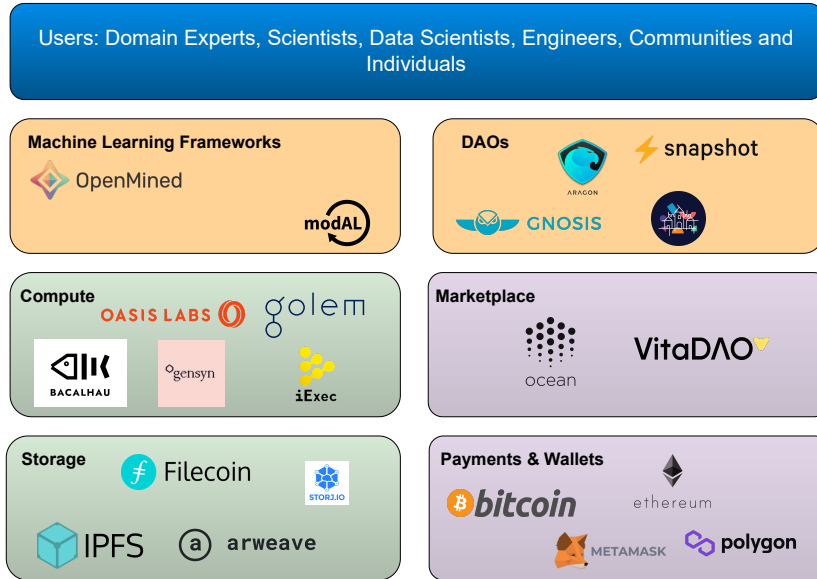 Users: Domain Experts, Scientists, Data Scientists, Engineers, Communities and
Individuals
Machine Learning Frameworks
OpenMined
modAL
DAOs
ARAGON
snapshot
GNOSIS
Compute
OASIS LABS
golem
BACALHAU
gensyn
iExec
Marketplace
ocean
VitaDAO
Storage
Filecoin
STORJ.IO
IPFS
a arweave
Payments & Wallets
bitcoin
ethereum
METAMASK
polygon